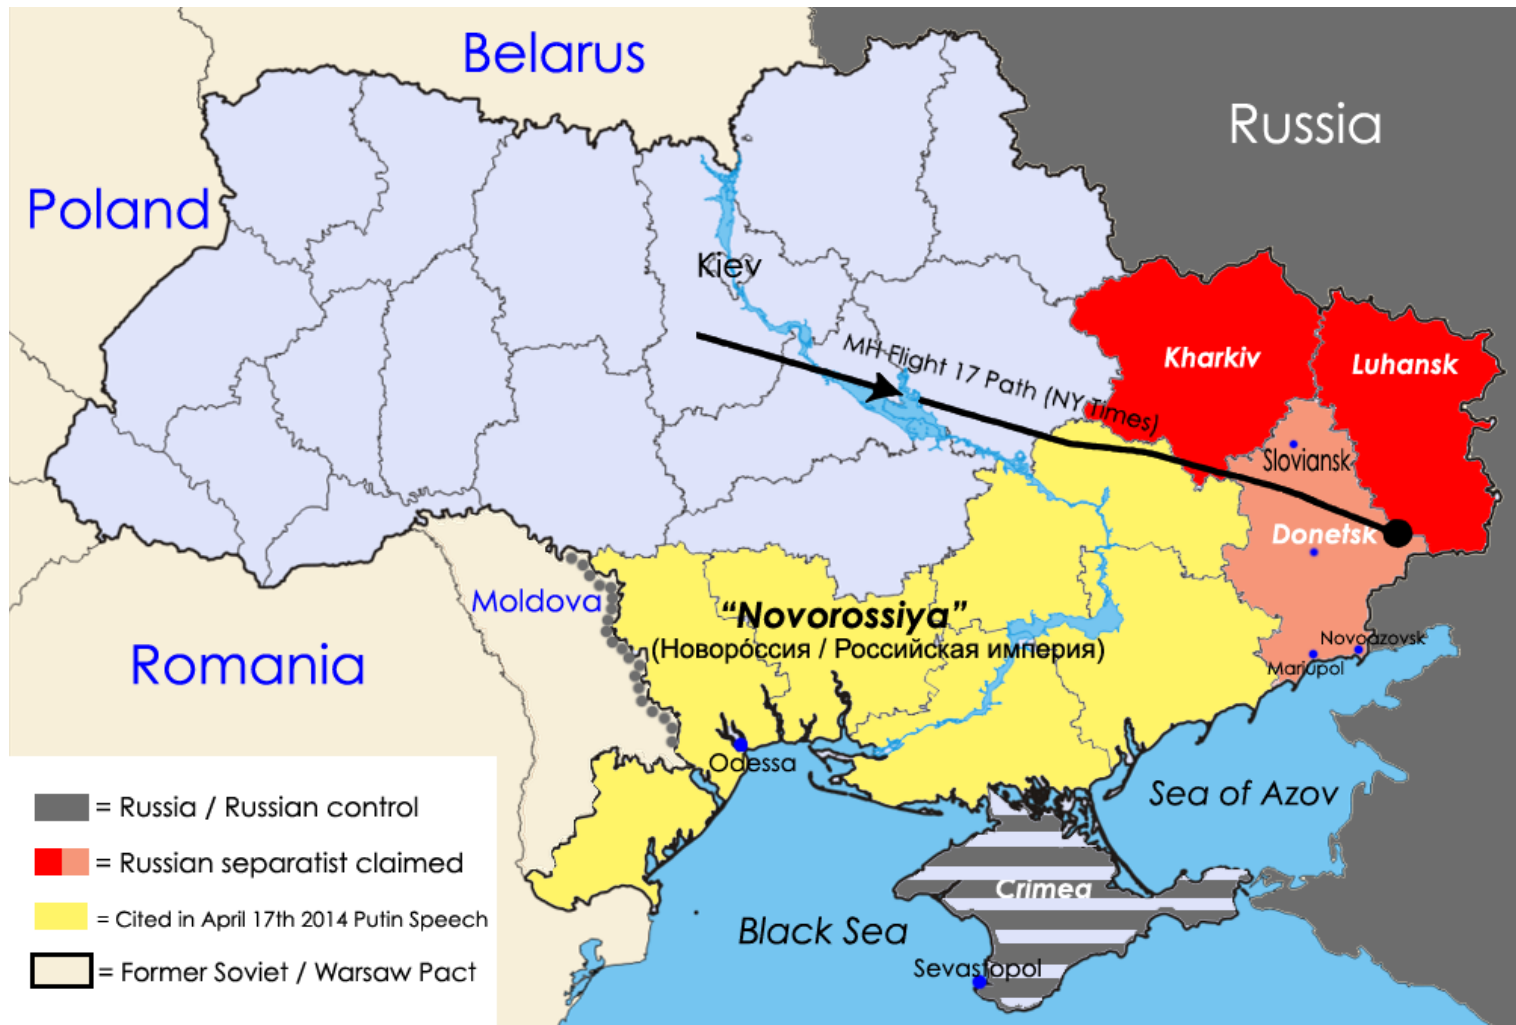 Belarus
Russia
Poland
Kiev
MH Flight 17 Path (NY Times)
Kharkiv
Luhansk
Sloviansk
Donetsk
Moldova
“Novorossiya”
(Новоро́ссия / Российская империя)
Romania
Novoazovsk
Mariupol
Odessa
Sea of Azov
= Russia / Russian control
= Russian separatist claimed
Crimea
= Cited in April 17th 2014 Putin Speech
Black Sea
= Former Soviet / Warsaw Pact
Sevastopol